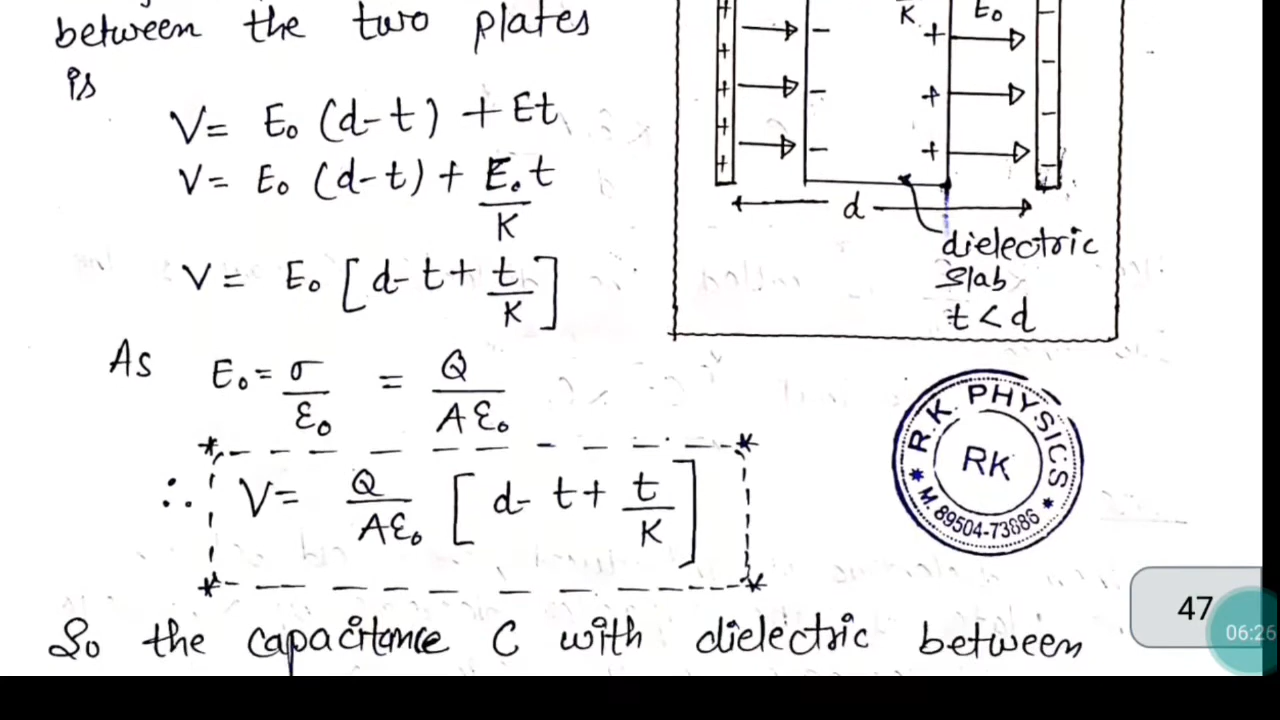 between the two plates
is
V= E₀ (d-t) + Et
V= E₀ (d-t) + E₀t/K
V = E₀ [d-t+ t/K]
As E₀ = σ/ε₀ = Q/Aε₀
∴ V= Q/Aε₀ [d- t+ t/K]
So the capacitance C with dielectric between
K E₀
+ - + -
+ - + -
+ - + -
d
dielectric
slab
t < d
R.K. PHYSICS
RK
M. 89504-73886
47
06:26